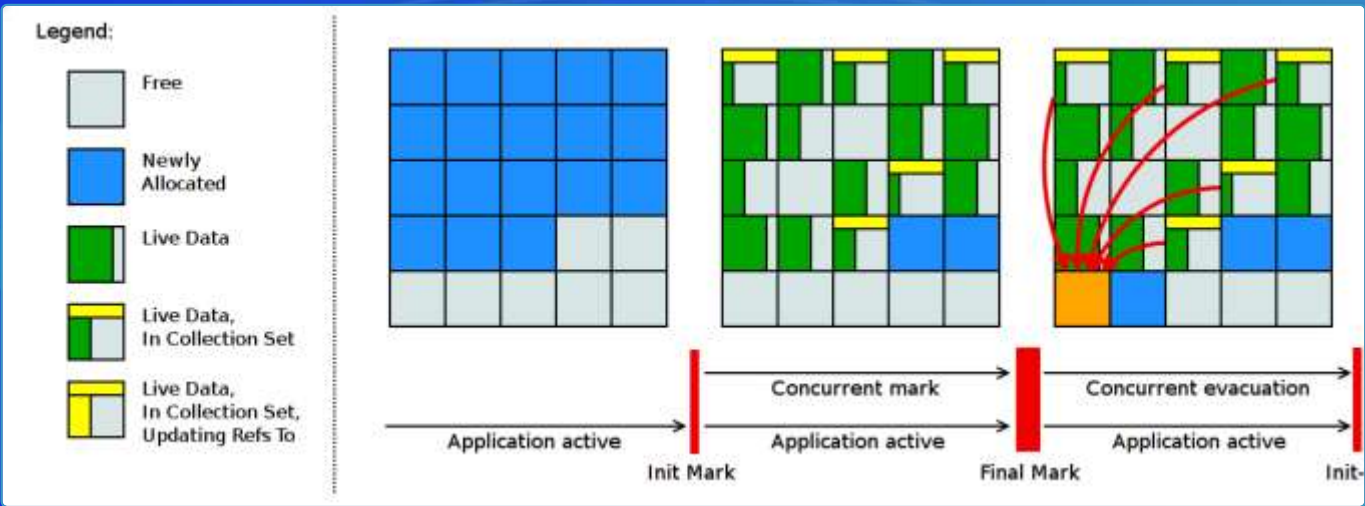 Legend:
Free
Newly
Allocated
Live Data
Live Data,
In Collection Set
Live Data,
In Collection Set,
Updating Refs To
Concurrent mark
Concurrent evacuation
Application active
Application active
Application active
Init Mark
Final Mark
Init-